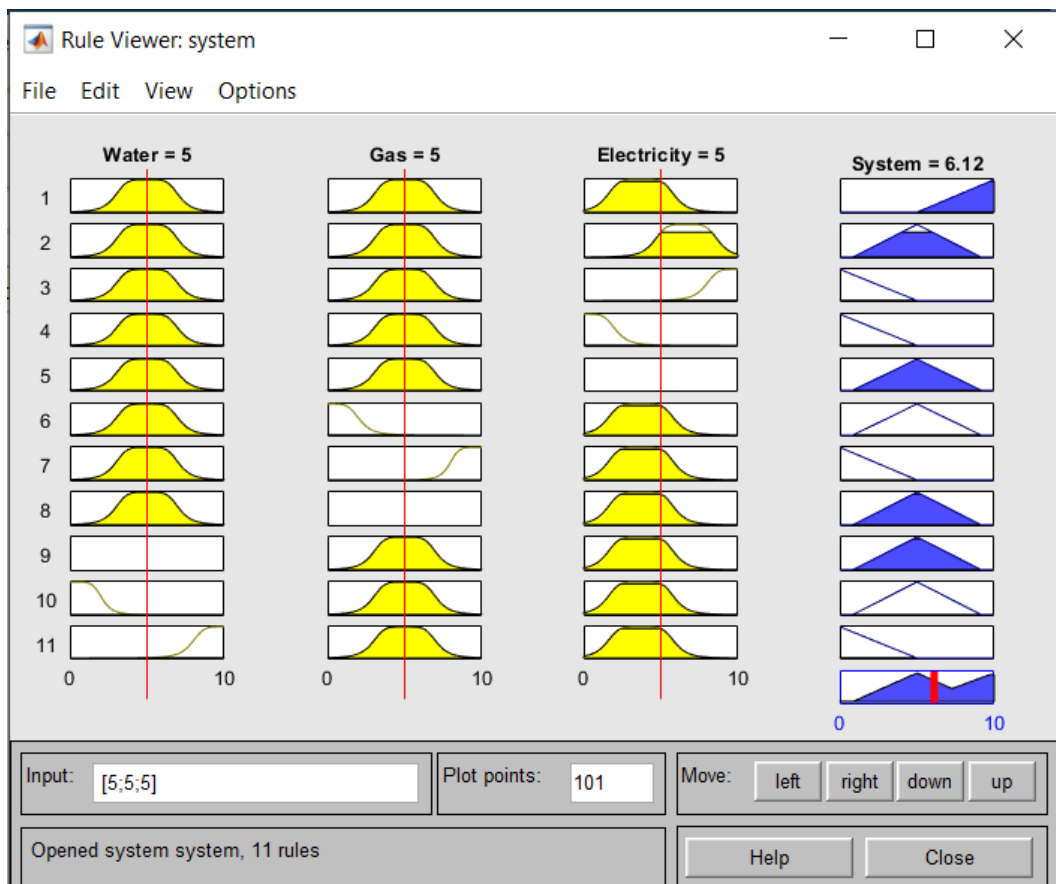 Rule Viewer: system
File Edit View Options
Water = 5 Gas = 5 Electricity = 5 System = 6.12
1
2
3
4
5
6
7
8
9
10
11
0 10 0 10 0 10
0 10
Input: [5;5;5] Plot points: 101 Move: left right down up
Opened system system, 11 rules Help Close